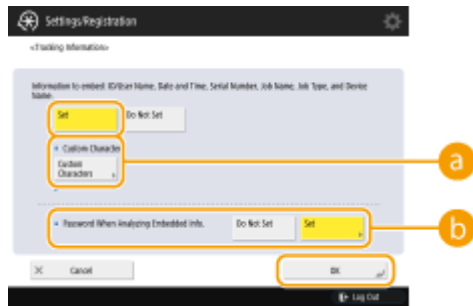 Settings/Registration
<Tracking Information>
Information to embed: ID/User Name, Date and Time, Serial Number, Job Name, Job Type, and Device
Name.
Set
Do Not Set
Custom Character
Custom
Characters
a
Password When Analyzing Embedded Info.
Do Not Set
Set
b
Cancel
OK
Log Out